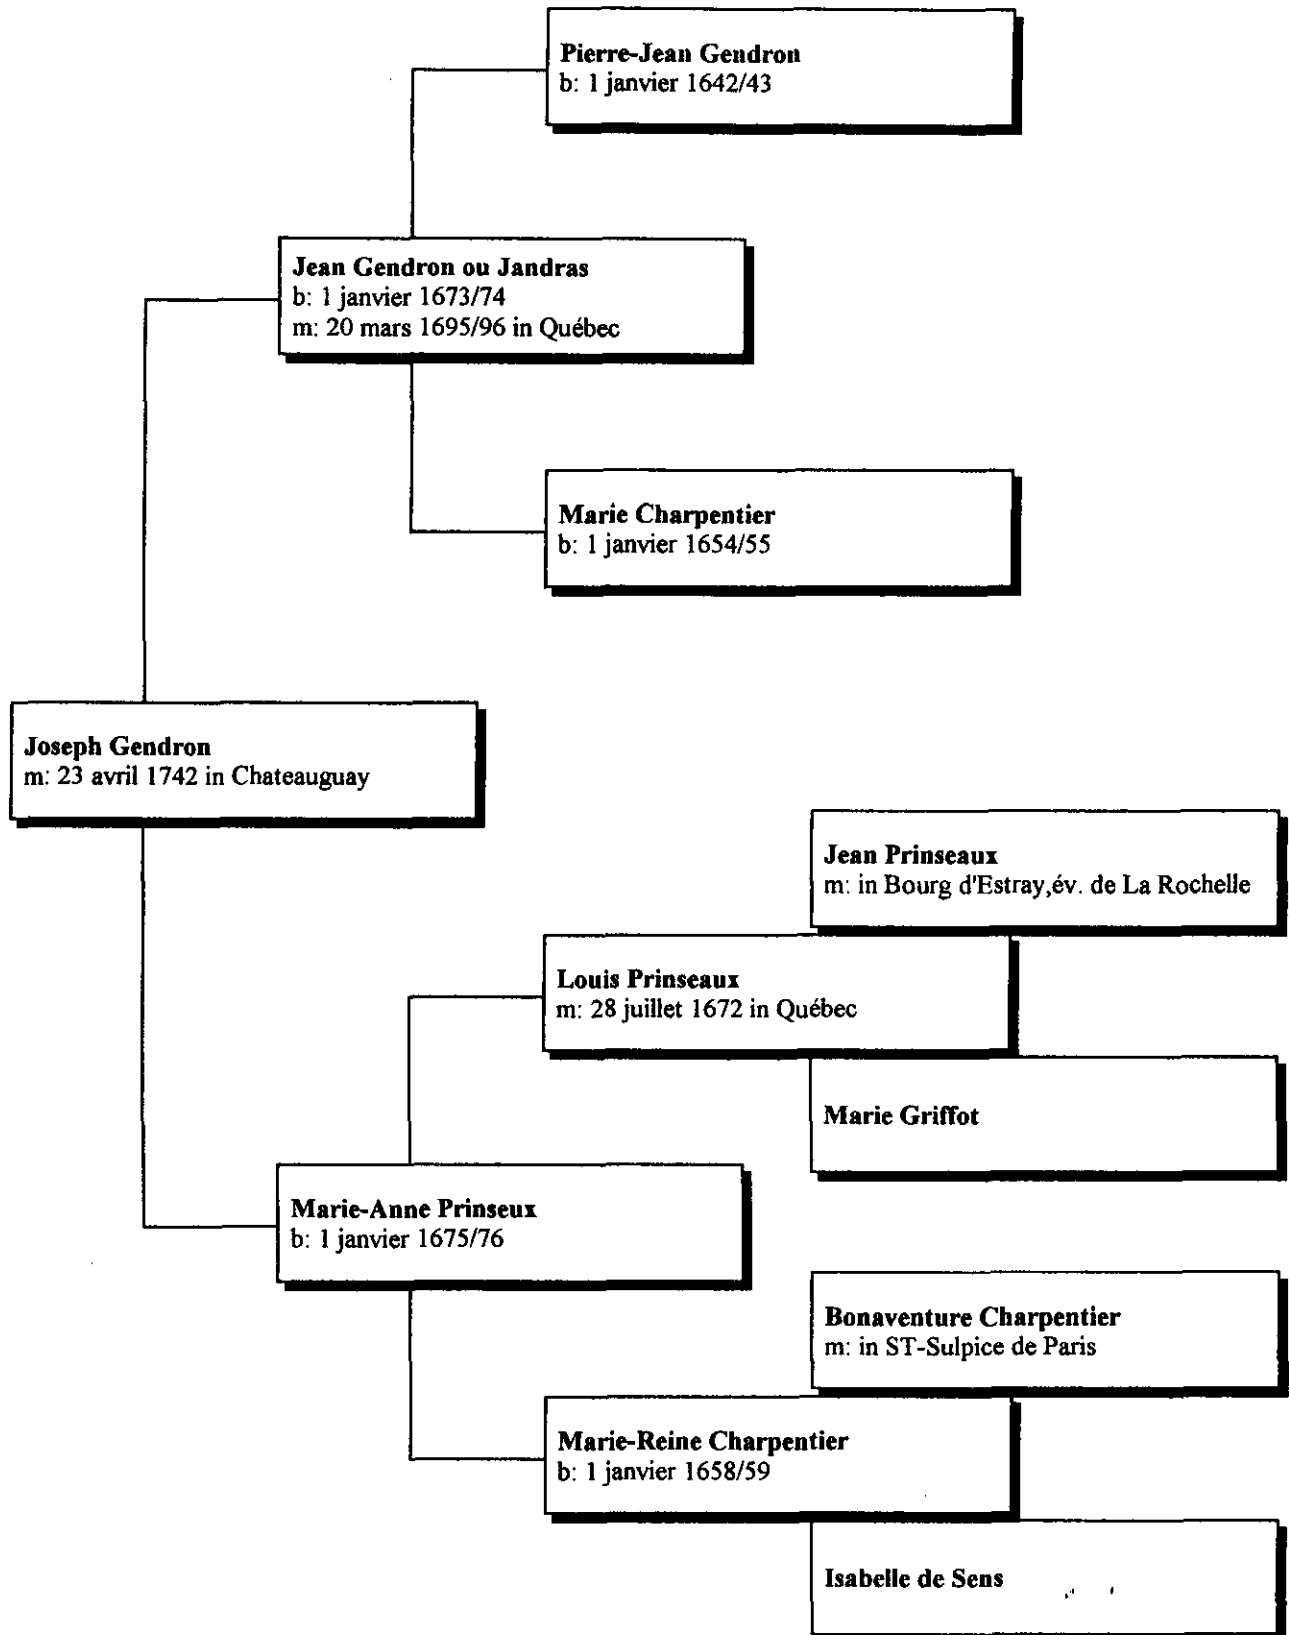 Pierre-Jean Gendron
b: 1 janvier 1642/43
Jean Gendron ou Jandras
b: 1 janvier 1673/74
m: 20 mars 1695/96 in Québec
Marie Charpentier
b: 1 janvier 1654/55
Joseph Gendron
m: 23 avril 1742 in Chateauguay
Jean Prinseaux
m: in Bourg d'Estray,év. de La Rochelle
Louis Prinseaux
m: 28 juillet 1672 in Québec
Marie Griffot
Marie-Anne Prinseux
b: 1 janvier 1675/76
Bonaventure Charpentier
m: in ST-Sulpice de Paris
Marie-Reine Charpentier
b: 1 janvier 1658/59
Isabelle de Sens